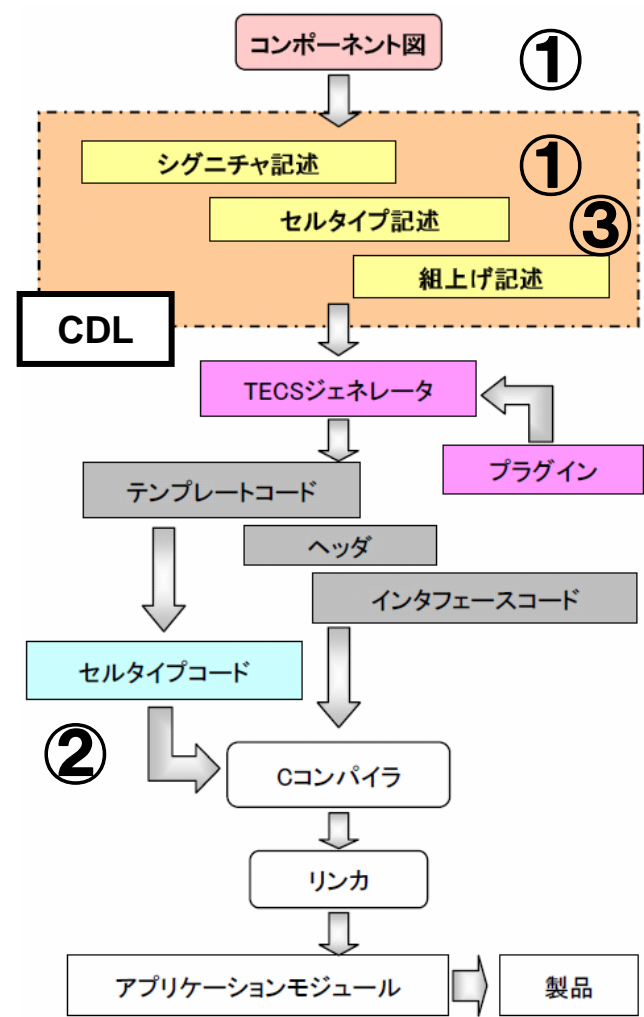 コンポーネント図
①
シグニチャ記述
①
セルタイプ記述
③
組上げ記述
CDL
TECSジェネレータ
プラグイン
テンプレートコード
ヘッダ
インタフェースコード
セルタイプコード
②
Cコンパイラ
リンカ
アプリケーションモジュール
製品